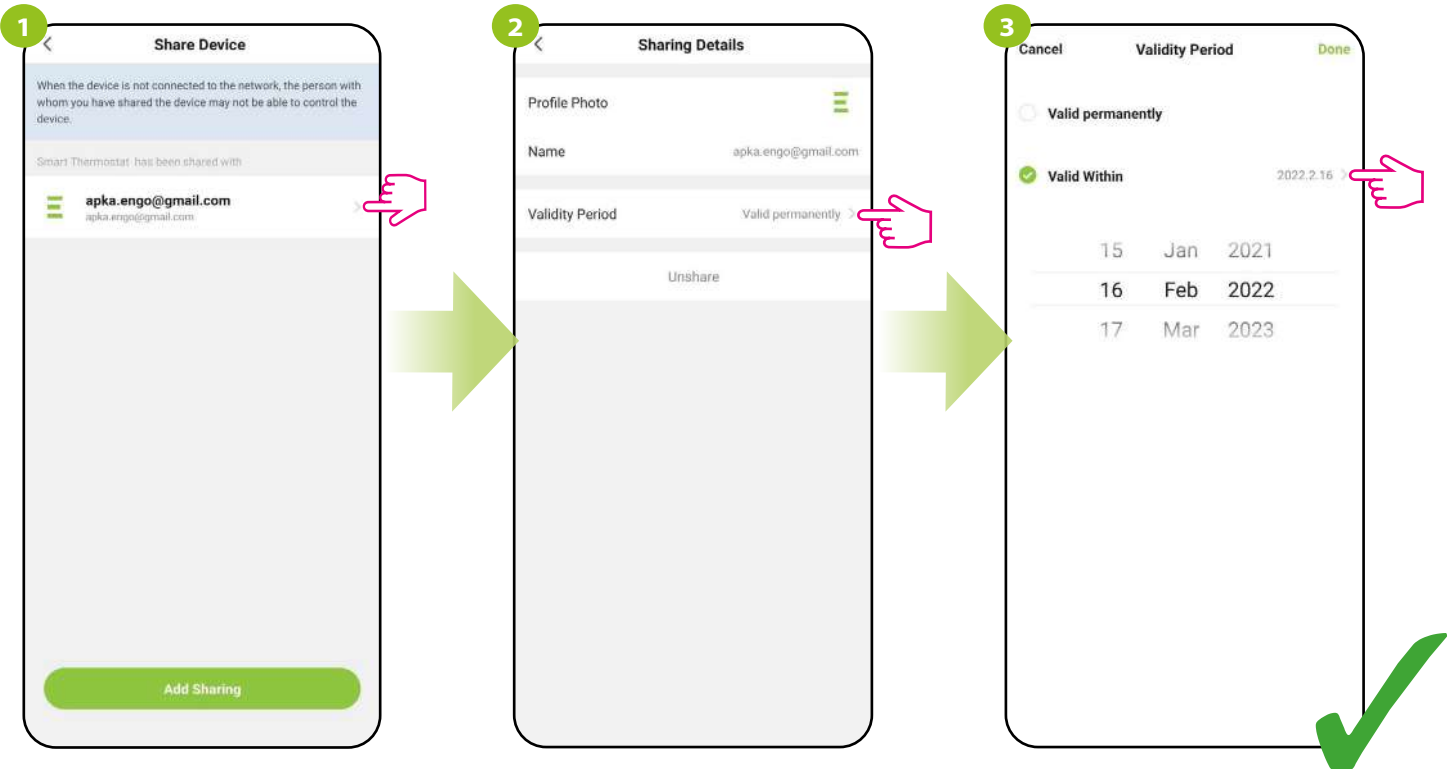 1
Share Device
When the device is not connected to the network, the person with
whom you have shared the device may not be able to control the
device.
Smart Thermostat has been shared with
apka.engo@gmail.com
apka.engo@gmail.com
Add Sharing
2
Sharing Details
Profile Photo
Name apka.engo@gmail.com
Validity Period Valid permanently
Unshare
3
Cancel Validity Period Done
Valid permanently
Valid Within 2022.2.16
15 Jan 2021
16 Feb 2022
17 Mar 2023